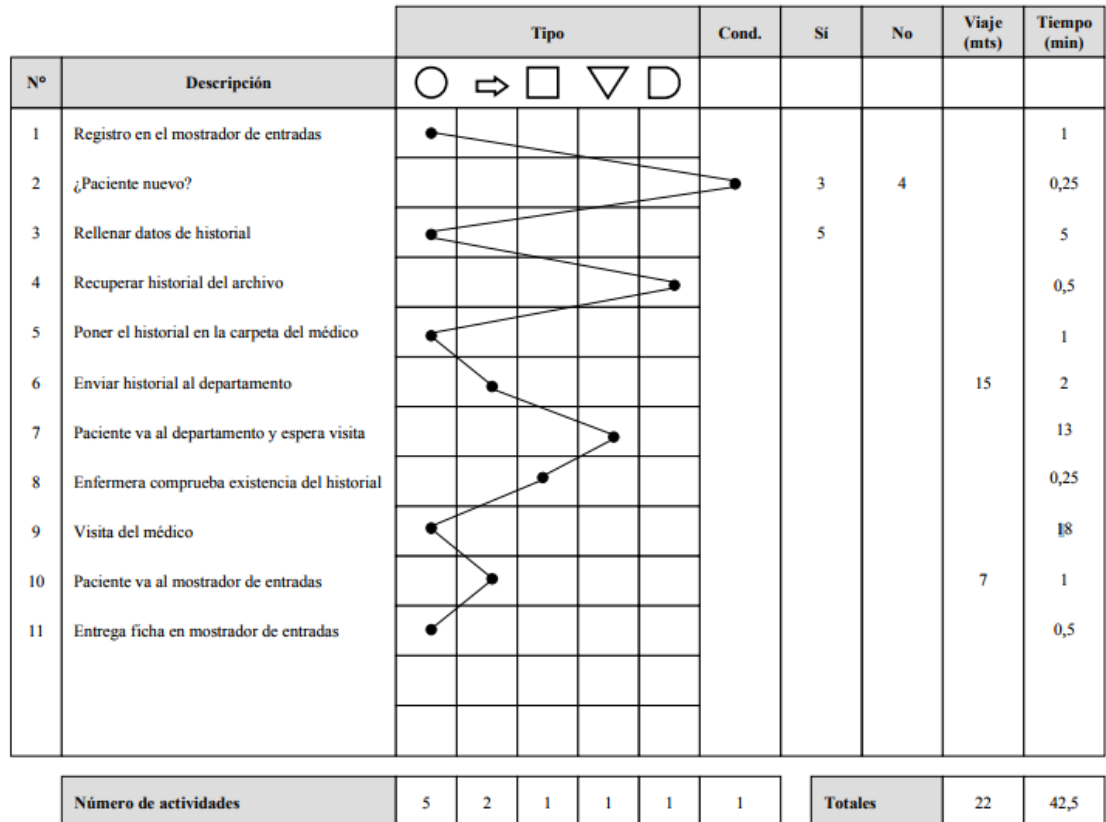 Tipo Cond. Sí No Viaje (mts) Tiempo (min)
Nº Descripción
1 Registro en el mostrador de entradas 1
2 ¿Paciente nuevo? 3 4 0,25
3 Rellenar datos de historial 5 5
4 Recuperar historial del archivo 0,5
5 Poner el historial en la carpeta del médico 1
6 Enviar historial al departamento 15 2
7 Paciente va al departamento y espera visita 13
8 Enfermera comprueba existencia del historial 0,25
9 Visita del médico 18
10 Paciente va al mostrador de entradas 7 1
11 Entrega ficha en mostrador de entradas 0,5
Número de actividades 5 2 1 1 1 1 Totales 22 42,5